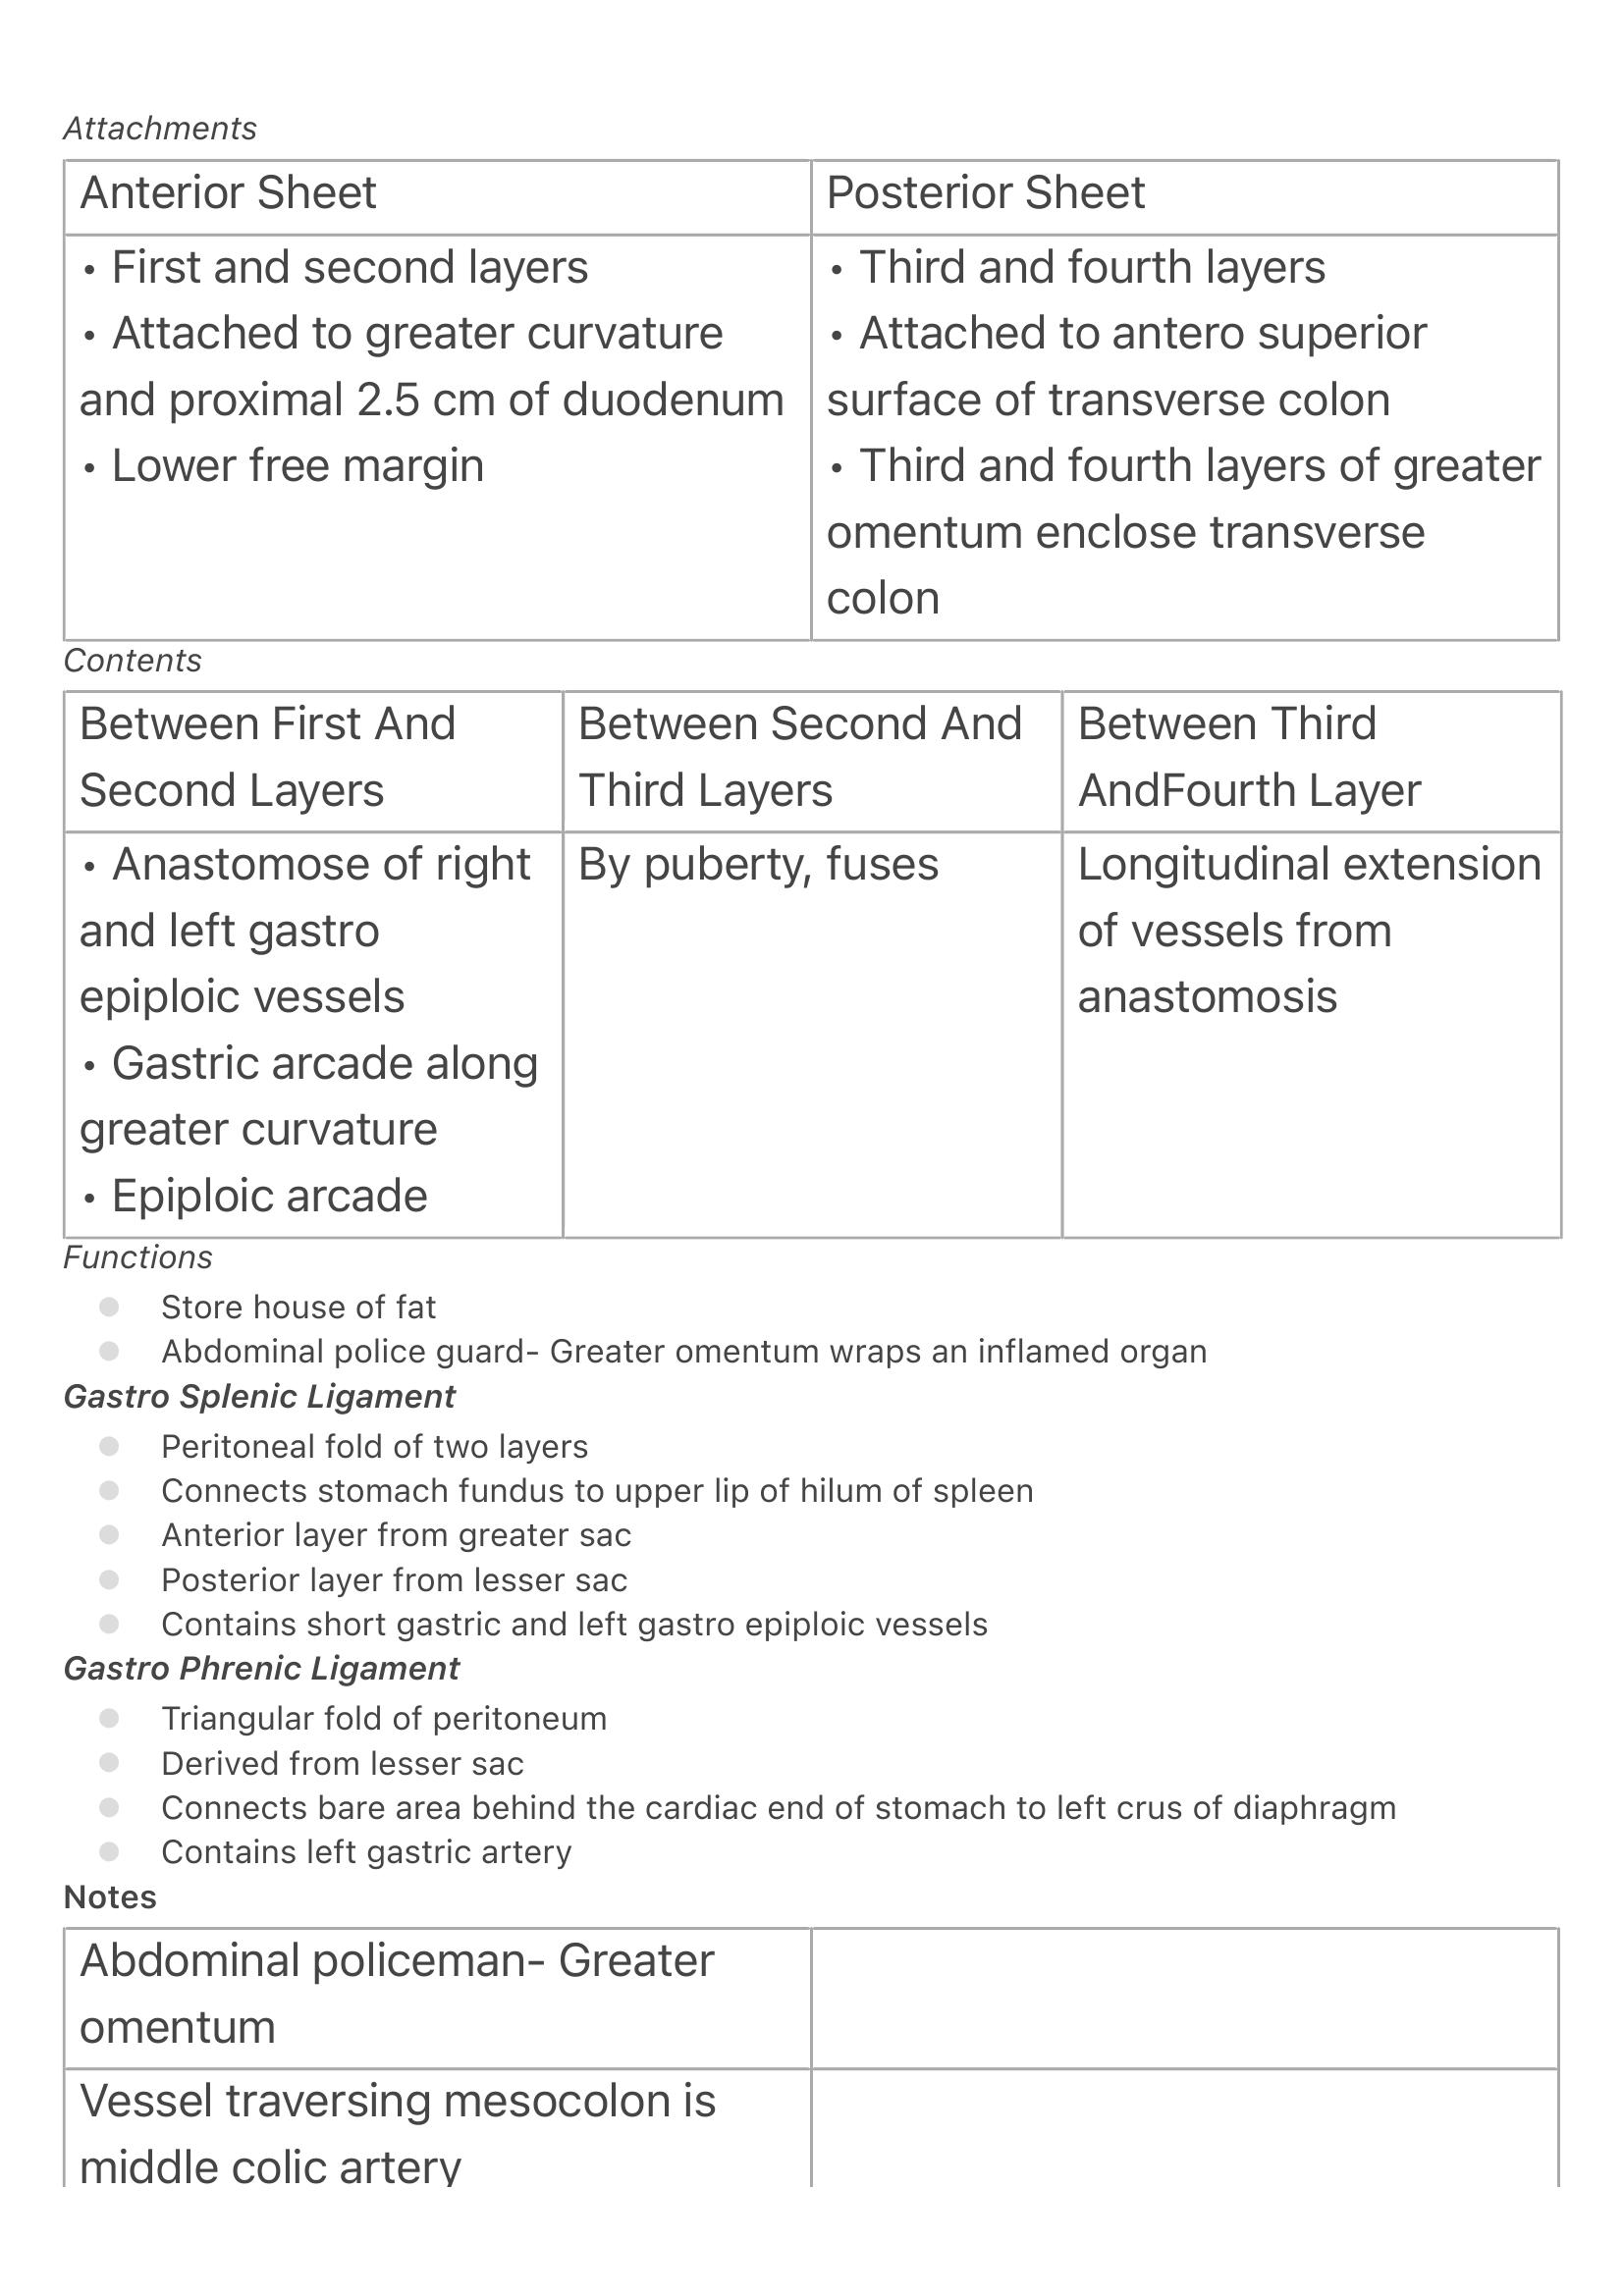 Attachments
Anterior Sheet
Posterior Sheet
• First and second layers
• Attached to greater curvature
and proximal 2.5 cm of duodenum
• Lower free margin
• Third and fourth layers
• Attached to antero superior
surface of transverse colon
• Third and fourth layers of greater
omentum enclose transverse
colon
Contents
Between First And
Second Layers
Between Second And
Third Layers
Between Third
AndFourth Layer
• Anastomose of right
and left gastro
epiploic vessels
• Gastric arcade along
greater curvature
• Epiploic arcade
By puberty, fuses
Longitudinal extension
of vessels from
anastomosis
Functions
Store house of fat
Abdominal police guard- Greater omentum wraps an inflamed organ
Gastro Splenic Ligament
Peritoneal fold of two layers
Connects stomach fundus to upper lip of hilum of spleen
Anterior layer from greater sac
Posterior layer from lesser sac
Contains short gastric and left gastro epiploic vessels
Gastro Phrenic Ligament
Triangular fold of peritoneum
Derived from lesser sac
Connects bare area behind the cardiac end of stomach to left crus of diaphragm
Contains left gastric artery
Notes
Abdominal policeman- Greater
omentum
Vessel traversing mesocolon is
middle colic artery